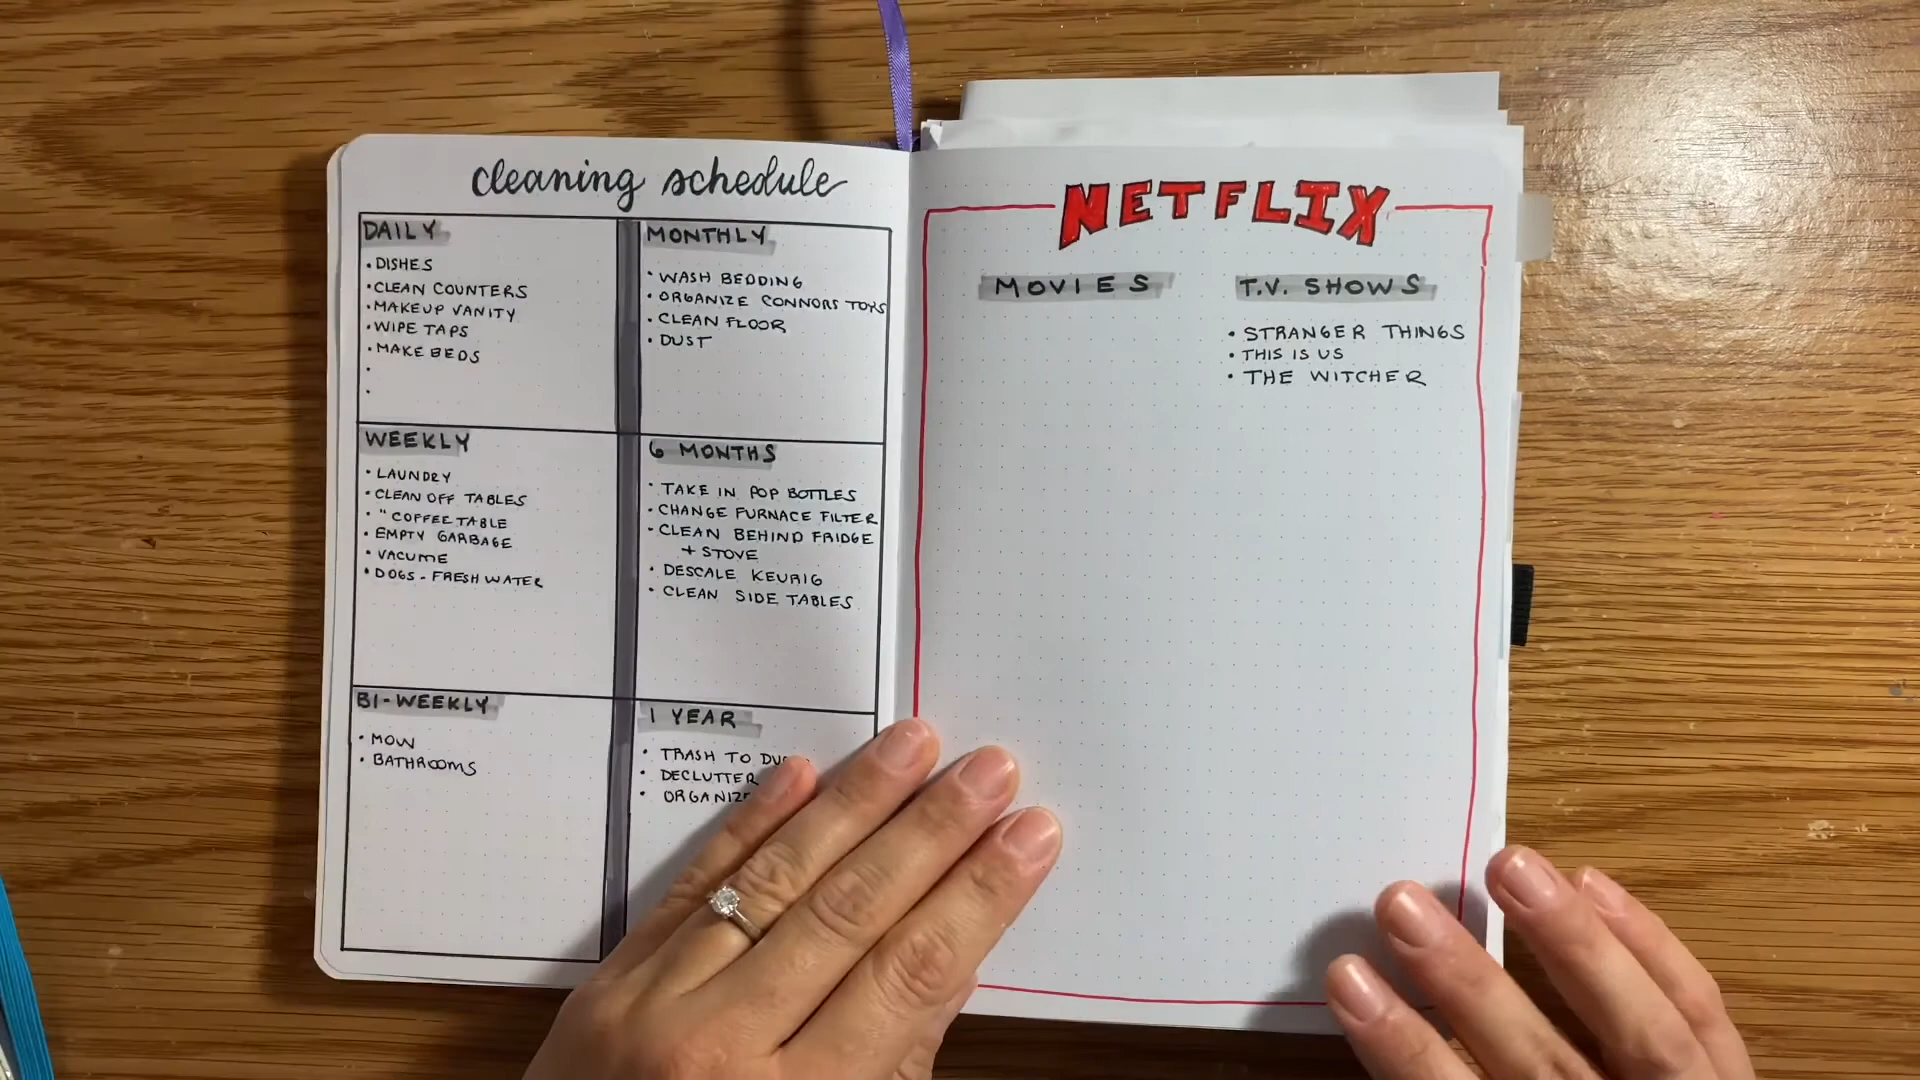 cleaning schedule
DAILY
• DISHES
• CLEAN COUNTERS
• MAKEUP VANITY
• WIPE TAPS
• MAKE BEDS
•
•
WEEKLY
• LAUNDRY
• CLEAN OFF TABLES
• " COFFEE TABLE
• EMPTY GARBAGE
• VACUME
• DOGS - FRESH WATER
BI-WEEKLY
• MOW
• BATHROOMS
MONTHLY
• WASH BEDDING
• ORGANIZE CONNORS TOYS
• CLEAN FLOOR
• DUST
6 MONTHS
• TAKE IN POP BOTTLES
• CHANGE FURNACE FILTER
• CLEAN BEHIND FRIDGE
+ STOVE
• DESCALE KEURIG
• CLEAN SIDE TABLES
1 YEAR
• TRASH TO
• DECLUTTER
• ORGANIZE
NETFLIX
MOVIES
T.V. SHOWS
• STRANGER THINGS
• THIS IS US
• THE WITCHER